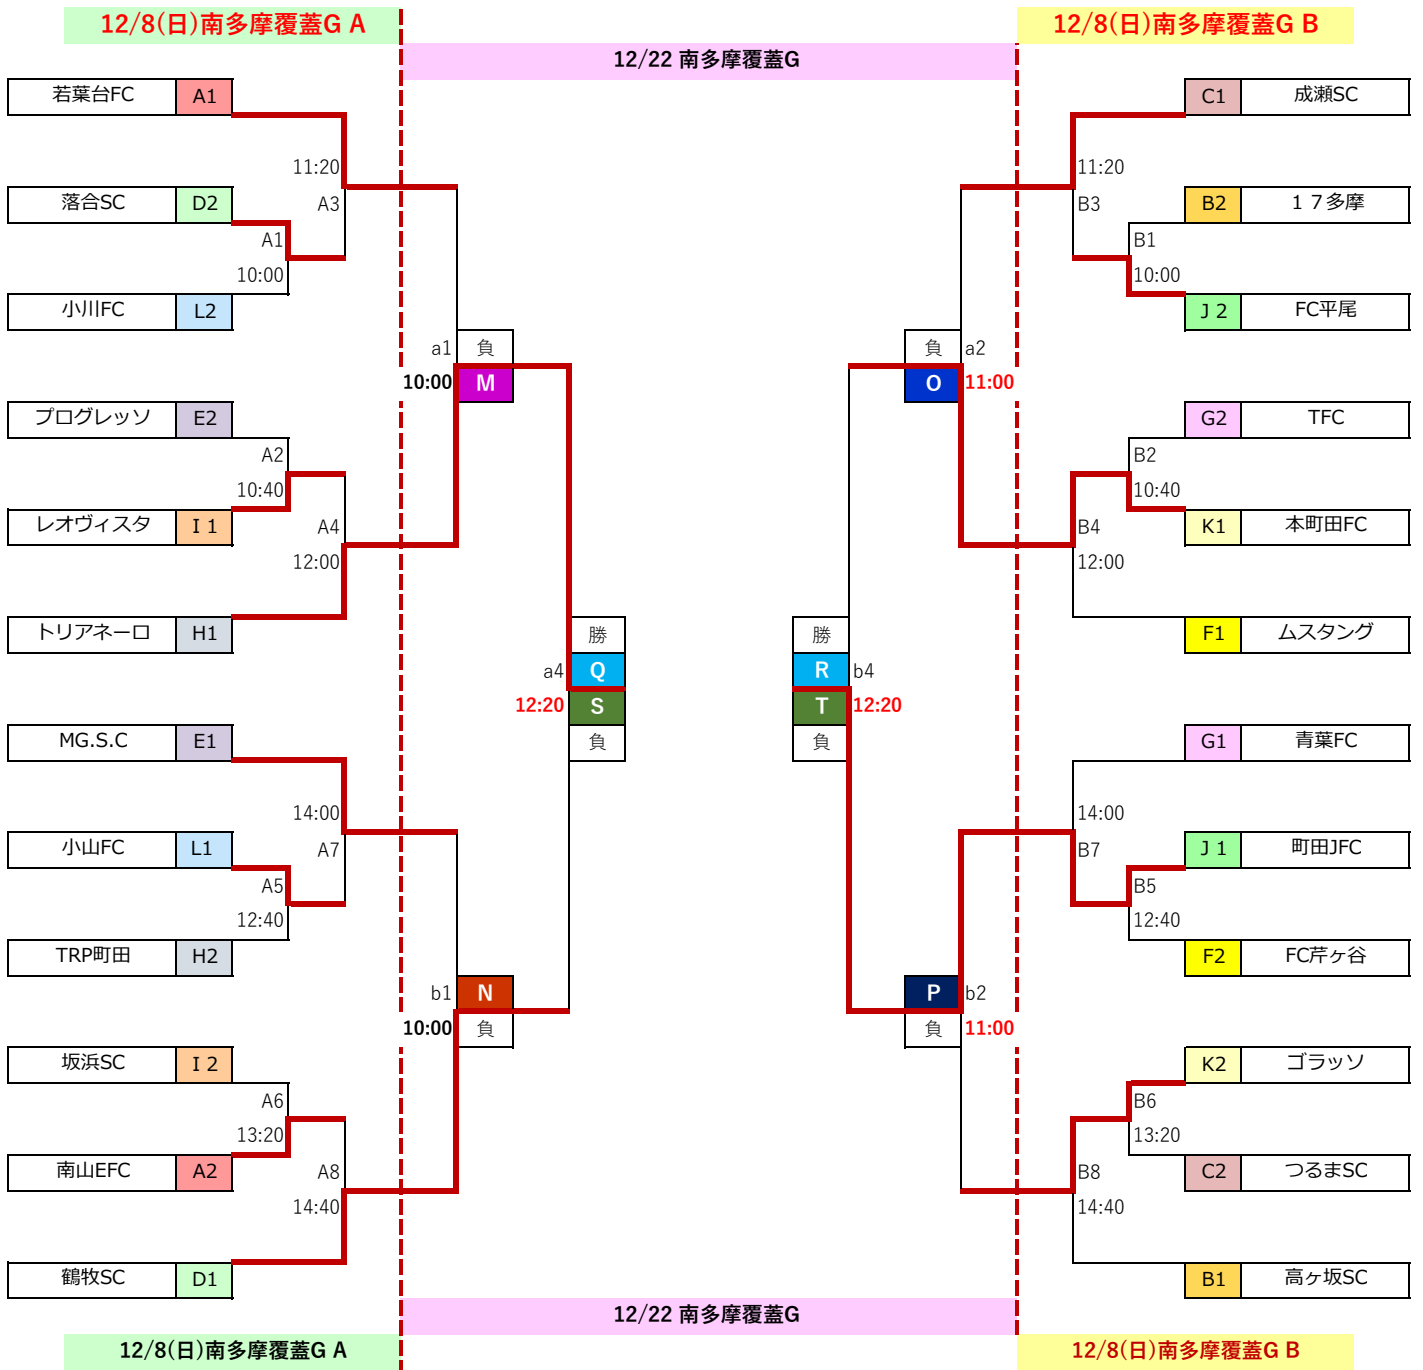 12/8(日)南多摩覆蓋G A
12/8(日)南多摩覆蓋G B
12/22 南多摩覆蓋G
若葉台FC A1
C1 成瀬SC
11:20
11:20
落合SC D2
A3
B3
B2 １７多摩
A1
B1
10:00
10:00
小川FC L2
J 2 FC平尾
a1 負
負 a2
10:00 M
O 11:00
プログレッソ E2
G2 TFC
A2
B2
10:40
10:40
レオヴィスタ I 1
A4
B4
K1 本町田FC
12:00
12:00
トリアネーロ H1
勝
勝
F1 ムスタング
a4 Q
R b4
12:20 S
T 12:20
MG.S.C E1
負
負
G1 青葉FC
14:00
14:00
小山FC L1
A7
B7
J 1 町田JFC
A5
B5
12:40
12:40
TRP町田 H2
F2 FC芹ヶ谷
b1 N
P b2
10:00 負
負 11:00
坂浜SC I 2
K2 ゴラッソ
A6
B6
13:20
13:20
南山EFC A2
A8
B8
C2 つるまSC
14:40
14:40
鶴牧SC D1
B1 高ヶ坂SC
12/22 南多摩覆蓋G
12/8(日)南多摩覆蓋G A
12/8(日)南多摩覆蓋G B